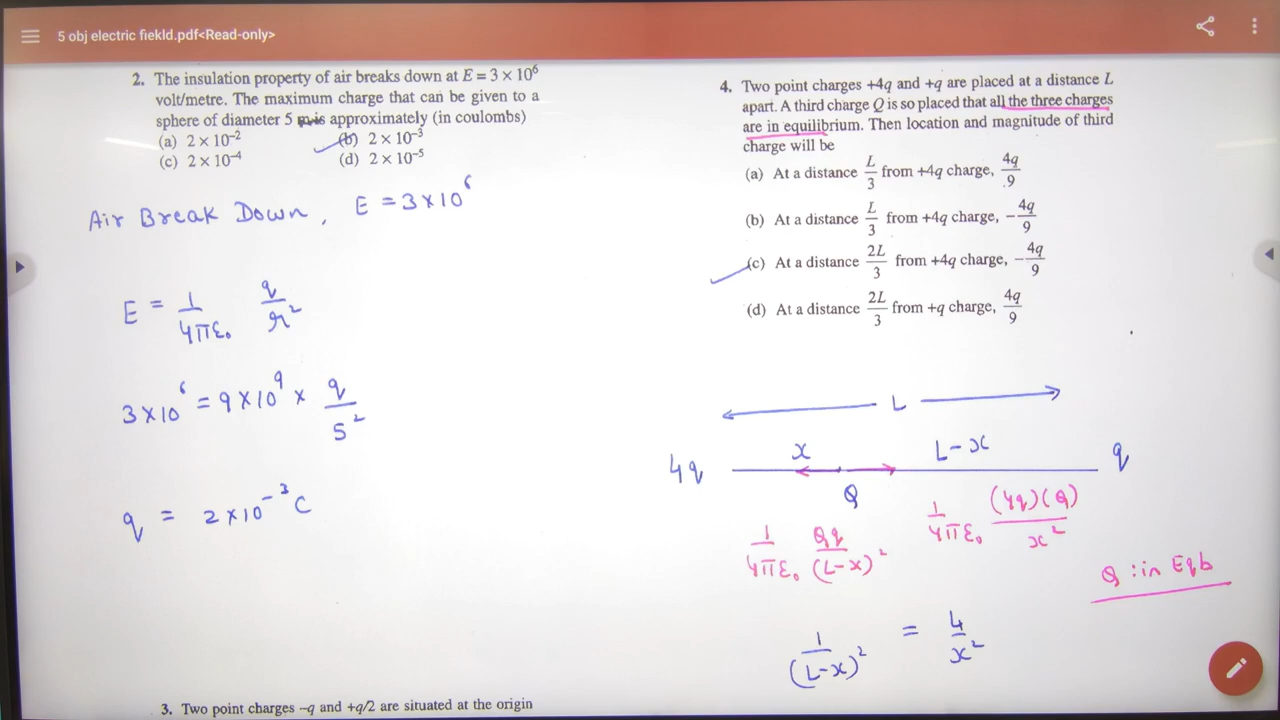 5 obj electric fiekld.pdf<Read-only>
2. The insulation property of air breaks down at E = 3 × 10⁶
volt/metre. The maximum charge that can be given to a
sphere of diameter 5 m is approximately (in coulombs)
(a) 2 × 10⁻² (b) 2 × 10⁻³
(c) 2 × 10⁻⁴ (d) 2 × 10⁻⁵
Air Break Down, E = 3 × 10⁶
E = 1/4πε₀ q/r²
3 × 10⁶ = 9 × 10⁹ × q/5²
q = 2 × 10⁻³ C
3. Two point charges –q and +q/2 are situated at the origin
4. Two point charges +4q and +q are placed at a distance L
apart. A third charge Q is so placed that all the three charges
are in equilibrium. Then location and magnitude of third
charge will be
(a) At a distance L/3 from +4q charge, 4q/9
(b) At a distance L/3 from +4q charge, –4q/9
(c) At a distance 2L/3 from +4q charge, –4q/9
(d) At a distance 2L/3 from +q charge, 4q/9
L
x L-x
4q q
Q
1/4πε₀ Qq/(L-x)² 1/4πε₀ (4q)(Q)/x²
Q : in Eqb
1/(L-x)² = 4/x²